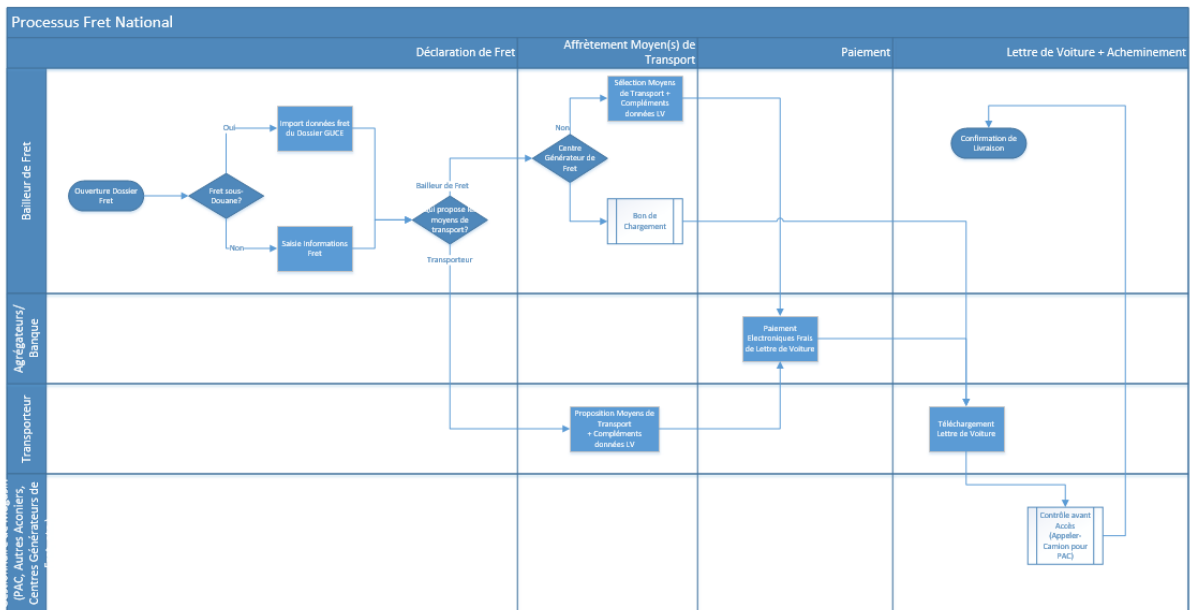 Processus Fret National
Déclaration de Fret
Affrètement Moyen(s) de
Transport
Paiement
Lettre de Voiture + Acheminement
Bailleur de Fret
Ouverture Dossier
Fret
Fret sous-
Douane?
Oui
Import données fret
du Dossier GUCE
Non
Saisie Informations
Fret
Bailleur de Fret
qui propose les
moyens de
transport?
Transporteur
Non
Centre
Générateur de
Fret
Sélection Moyens
de Transport +
Compléments
données LV
Bon de
Chargement
Confirmation de
Livraison
Agrégateurs/
Banque
Paiement
Electroniques Frais
de Lettre de Voiture
Transporteur
Proposition Moyens de
Transport
+ Compléments
données LV
Téléchargement
Lettre de Voiture
(PAC, Autres Aconiers,
Centres Générateurs de
Contrôle avant
Accès
(Appeler-
Camion pour
PAC)